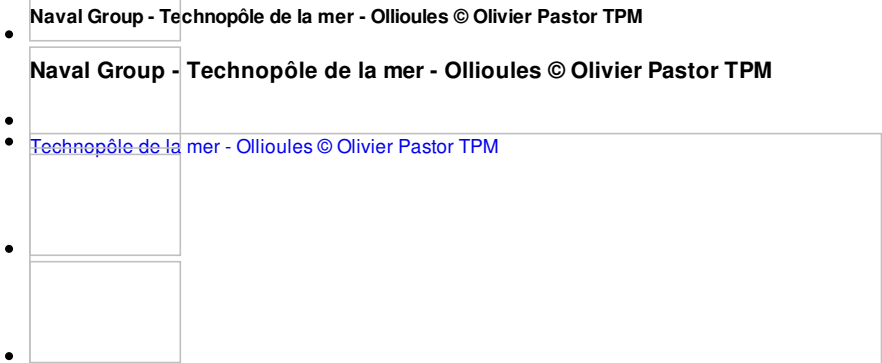 Naval Group - Technopôle de la mer - Ollioules © Olivier Pastor TPM
Naval Group - Technopôle de la mer - Ollioules © Olivier Pastor TPM
Technopôle de la mer - Ollioules © Olivier Pastor TPM